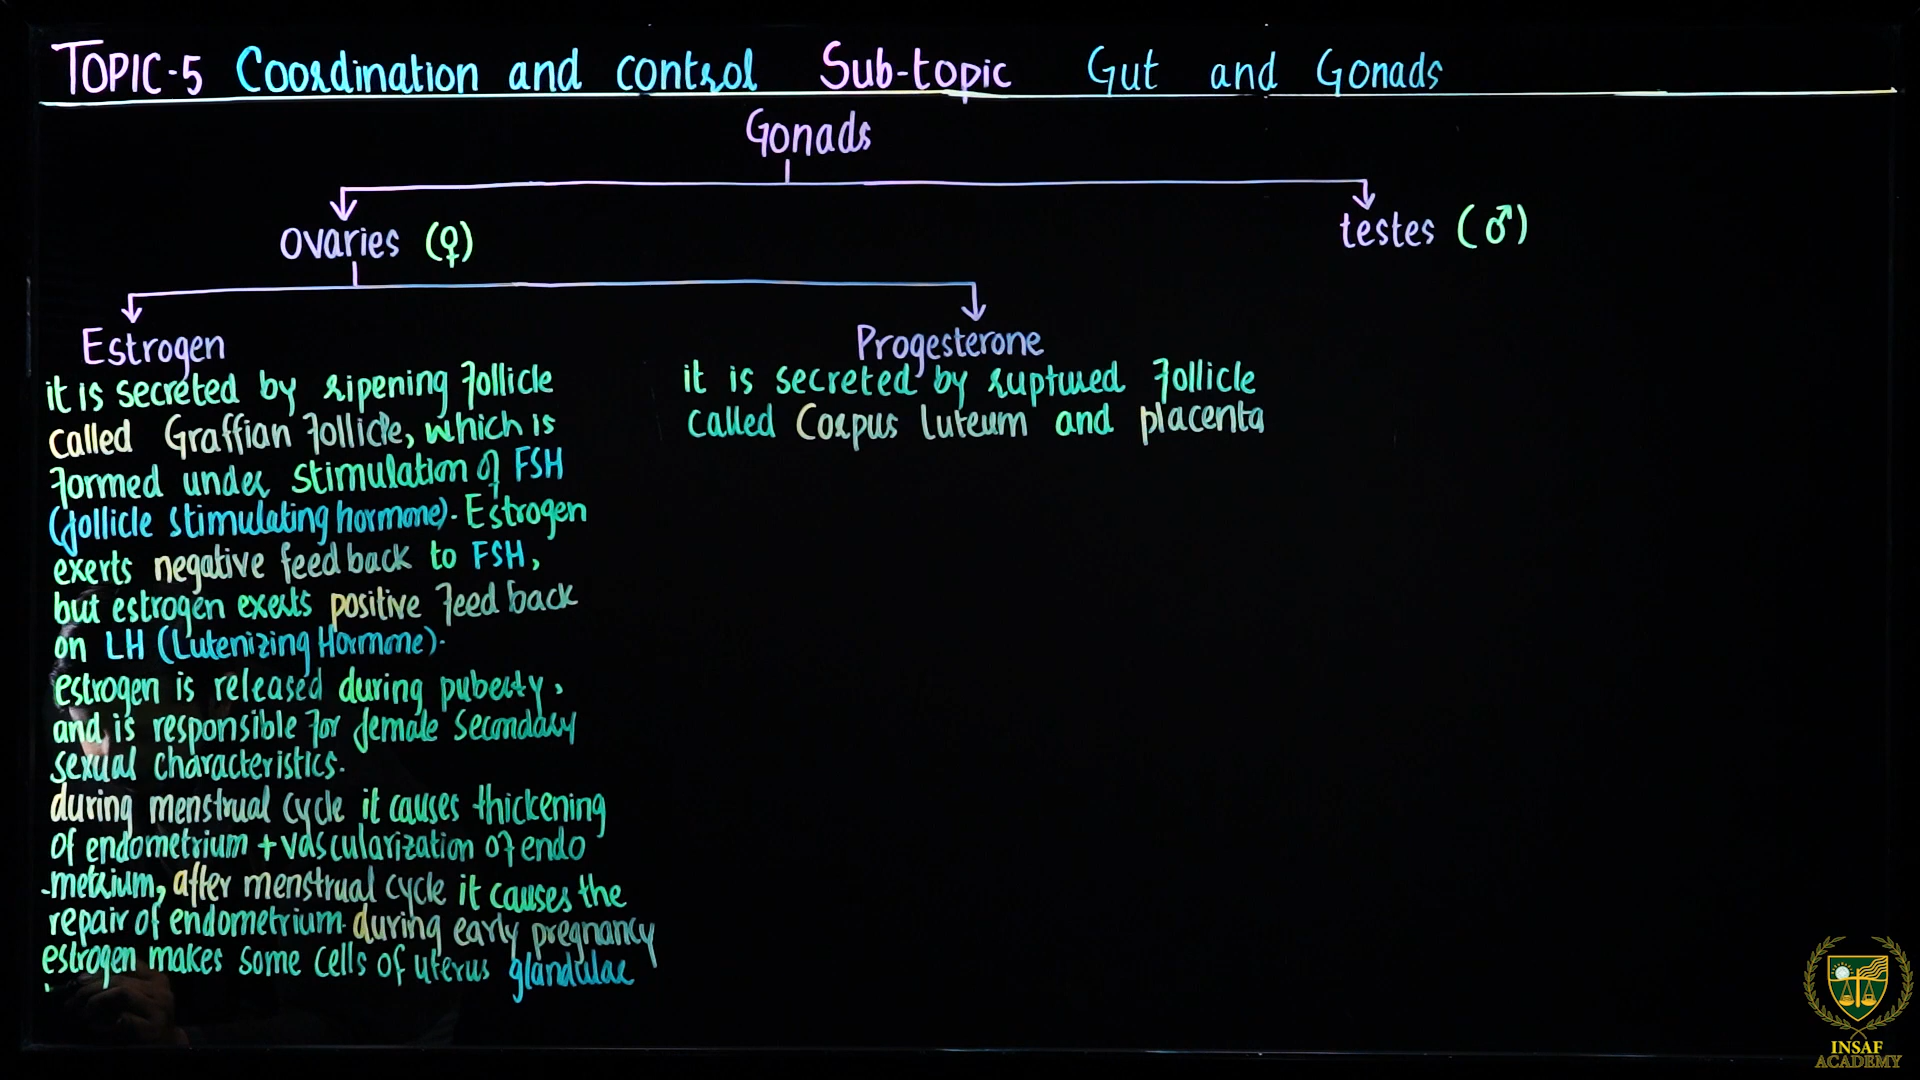 TOPIC-5 Coordination and control Sub-topic Gut and Gonads
Gonads
Ovaries (♀)
testes (♂)
Estrogen
it is secreted by ripening follicle
called Graffian follicle, which is
formed under stimulation of FSH
(follicle stimulating hormone). Estrogen
exerts negative feed back to FSH,
but estrogen exerts positive feed back
on LH (Lutenizing Hormone).
estrogen is released during puberty,
and is responsible for female secondary
sexual characteristics.
during menstrual cycle it causes thickening
of endometrium + vascularization of endo
-metrium, after menstrual cycle it causes the
repair of endometrium. during early pregnancy
estrogen makes some cells of uterus glandular
Progesterone
it is secreted by ruptured follicle
called Corpus luteum and placenta
INSAF
ACADEMY